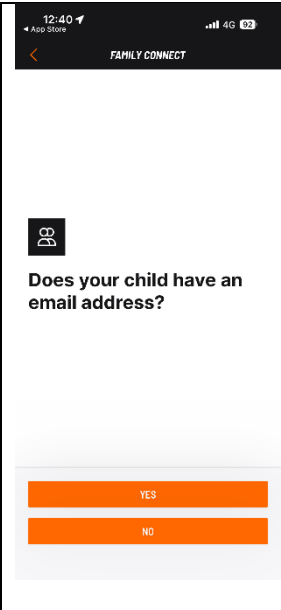 12:40
App Store
4G 92
FAMILY CONNECT
Does your child have an
email address?
YES
NO